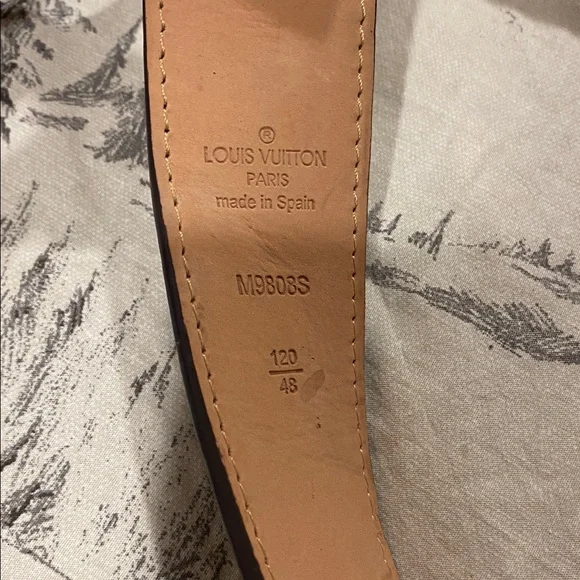 ®
LOUIS VUITTON
PARIS
made in Spain
M9808S
120
48